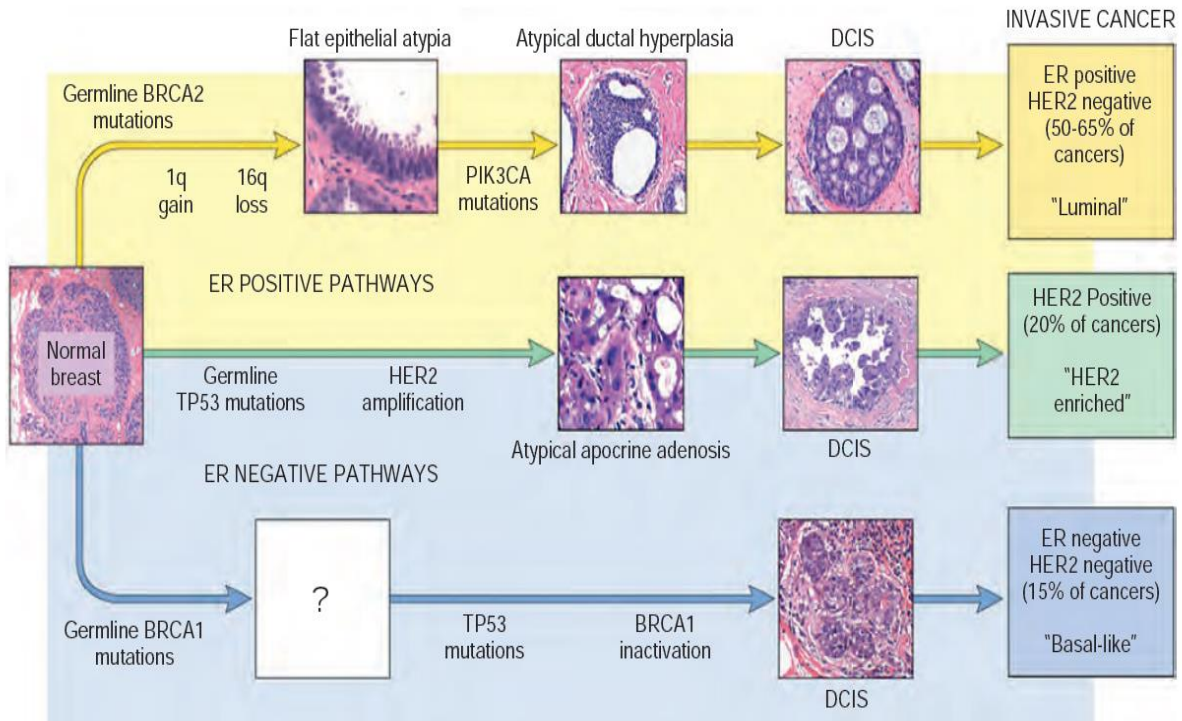 INVASIVE CANCER
Flat epithelial atypia
Atypical ductal hyperplasia
DCIS
Germline BRCA2
mutations
1q
gain
16q
loss
PIK3CA
mutations
ER positive
HER2 negative
(50-65% of
cancers)
"Luminal"
ER POSITIVE PATHWAYS
Normal
breast
Germline
TP53 mutations
HER2
amplification
Atypical apocrine adenosis
DCIS
HER2 Positive
(20% of cancers)
"HER2
enriched"
ER NEGATIVE PATHWAYS
Germline BRCA1
mutations
?
TP53
mutations
BRCA1
inactivation
DCIS
ER negative
HER2 negative
(15% of cancers)
"Basal-like"